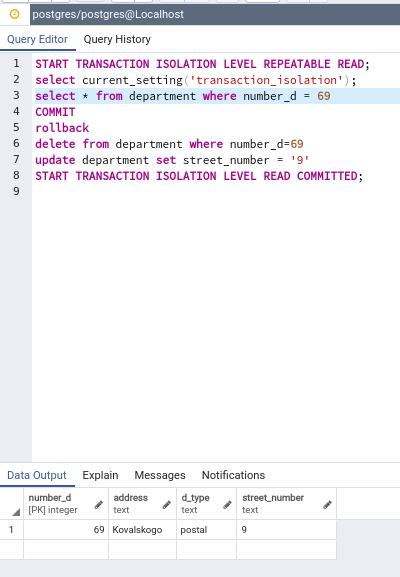 postgres/postgres@Localhost
Query Editor Query History
1 START TRANSACTION ISOLATION LEVEL REPEATABLE READ;
2 select current_setting('transaction_isolation');
3 select * from department where number_d = 69
4 COMMIT
5 rollback
6 delete from department where number_d=69
7 update department set street_number = '9'
8 START TRANSACTION ISOLATION LEVEL READ COMMITTED;
9
Data Output Explain Messages Notifications
number_d address d_type street_number
[PK] integer text text text
1 69 Kovalskogo postal 9